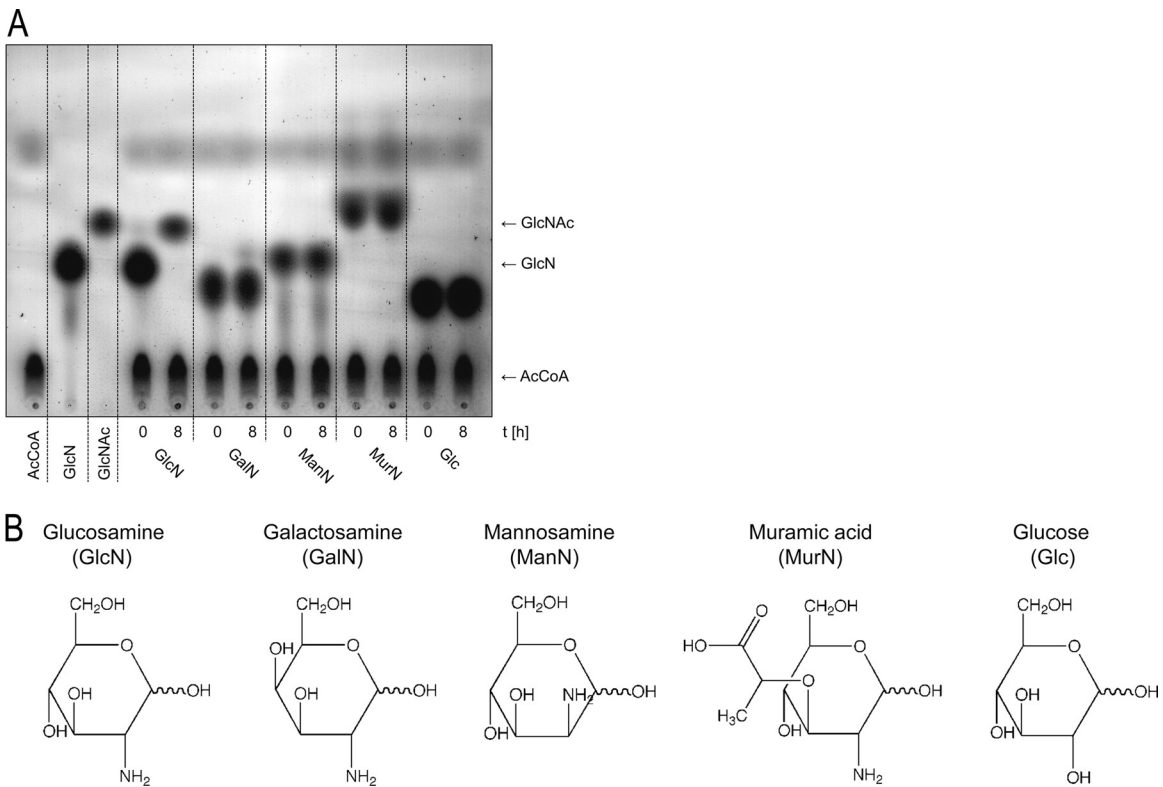 A
← GlcNAc
← GlcN
← AcCoA
0 8 0 8 0 8 0 8 0 8 t [h]
AcCoA GlcN GlcNAc GlcN GalN ManN MurN Glc
B
Glucosamine Galactosamine Mannosamine Muramic acid Glucose
(GlcN) (GalN) (ManN) (MurN) (Glc)
CH2OH CH2OH CH2OH CH2OH CH2OH
O O O O O O
HO
OH OH OH OH OH OH
OH OH NH2 O OH
OH OH H3C OH OH
NH2 NH2 NH2 OH